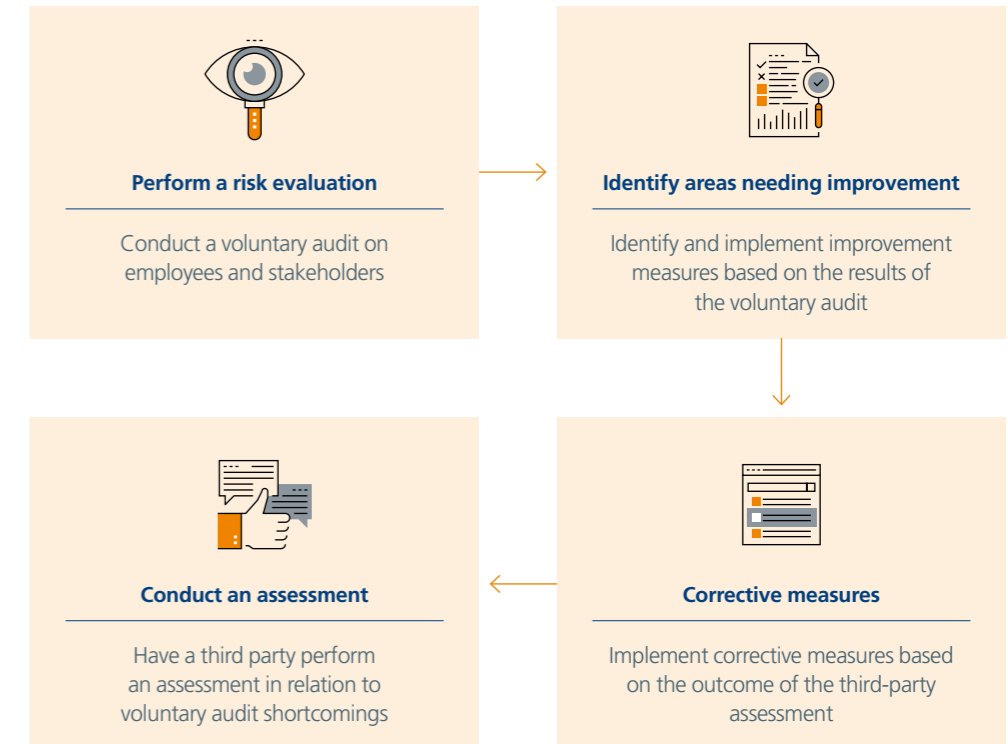 Perform a risk evaluation
Conduct a voluntary audit on
employees and stakeholders
Identify areas needing improvement
Identify and implement improvement
measures based on the results of
the voluntary audit
Corrective measures
Implement corrective measures based
on the outcome of the third-party
assessment
Conduct an assessment
Have a third party perform
an assessment in relation to
voluntary audit shortcomings